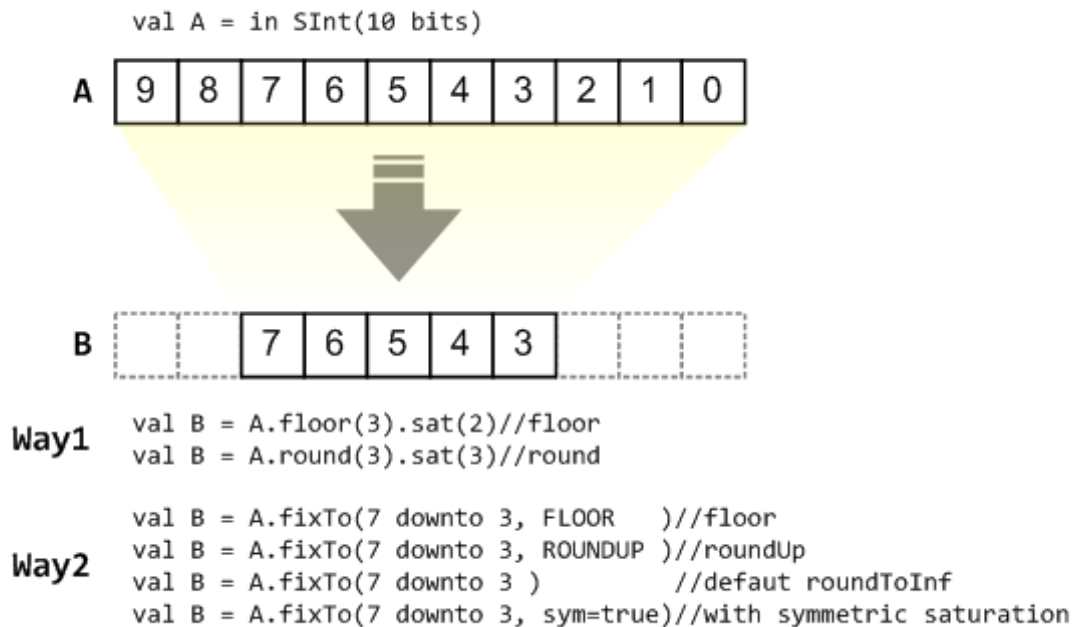 val A = in SInt(10 bits)
A 9 8 7 6 5 4 3 2 1 0
B 7 6 5 4 3
Way1
val B = A.floor(3).sat(2)//floor
val B = A.round(3).sat(3)//round
Way2
val B = A.fixTo(7 downto 3, FLOOR   )//floor
val B = A.fixTo(7 downto 3, ROUNDUP )//roundUp
val B = A.fixTo(7 downto 3 )         //defaut roundToInf
val B = A.fixTo(7 downto 3, sym=true)//with symmetric saturation